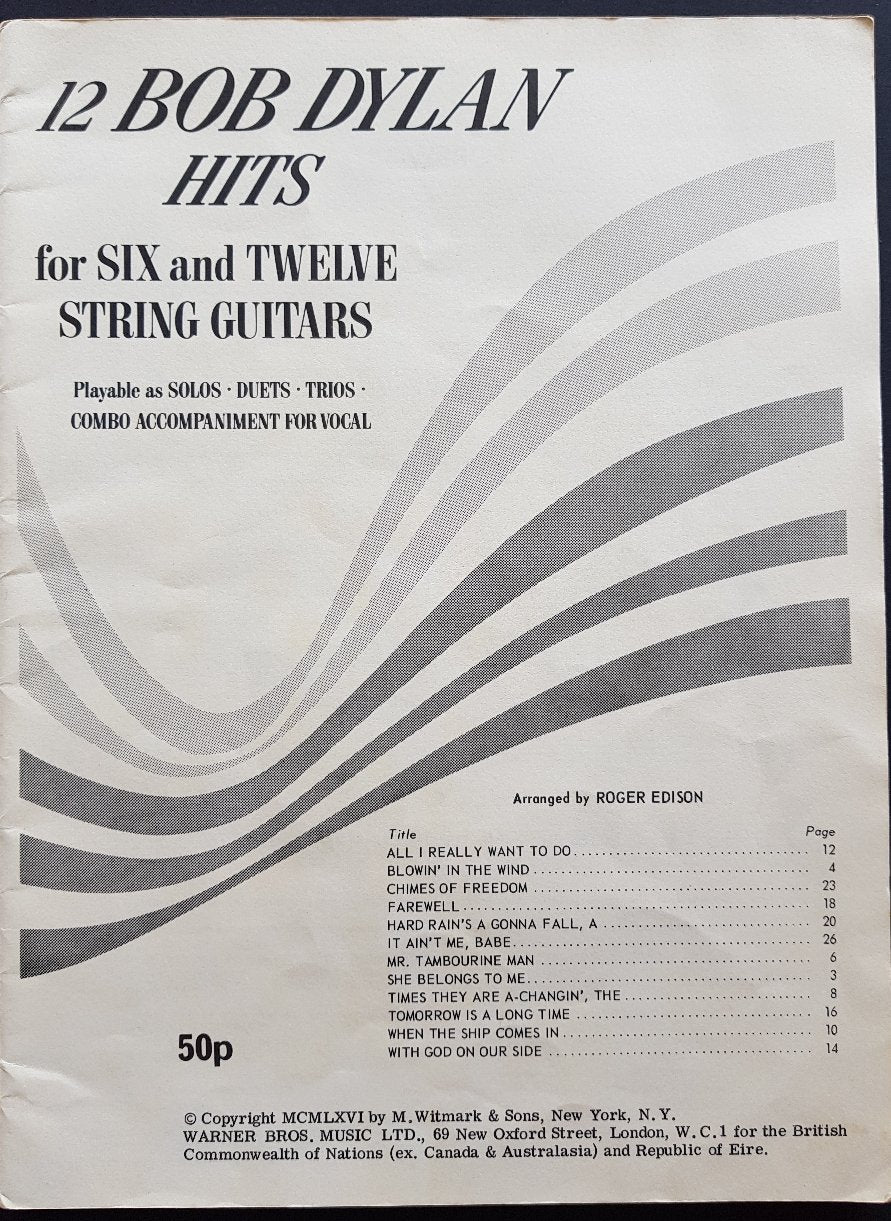 12 BOB DYLAN
HITS
for SIX and TWELVE
STRING GUITARS
Playable as SOLOS · DUETS · TRIOS ·
COMBO ACCOMPANIMENT FOR VOCAL
Arranged by ROGER EDISON
Title Page
ALL I REALLY WANT TO DO 12
BLOWIN' IN THE WIND 4
CHIMES OF FREEDOM 23
FAREWELL 18
HARD RAIN'S A GONNA FALL, A 20
IT AIN'T ME, BABE 26
MR. TAMBOURINE MAN 6
SHE BELONGS TO ME 3
TIMES THEY ARE A-CHANGIN', THE 8
TOMORROW IS A LONG TIME 16
WHEN THE SHIP COMES IN 10
WITH GOD ON OUR SIDE 14
50p
© Copyright MCMLXVI by M. Witmark & Sons, New York, N.Y.
WARNER BROS. MUSIC LTD., 69 New Oxford Street, London, W.C.1 for the British
Commonwealth of Nations (ex. Canada & Australasia) and Republic of Eire.